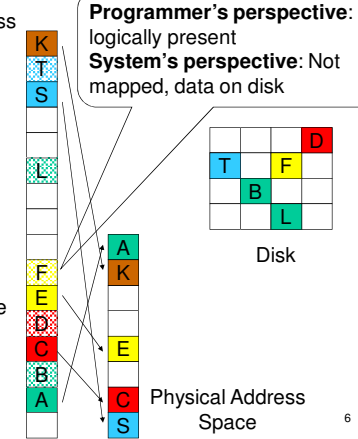 ss
Programmer's perspective:
logically present
System's perspective: Not
mapped, data on disk
K
T
S
L
F
E
D
C
B
A
e
A
K
E
C
S
Physical Address
Space
D
T F
B
L
Disk
6